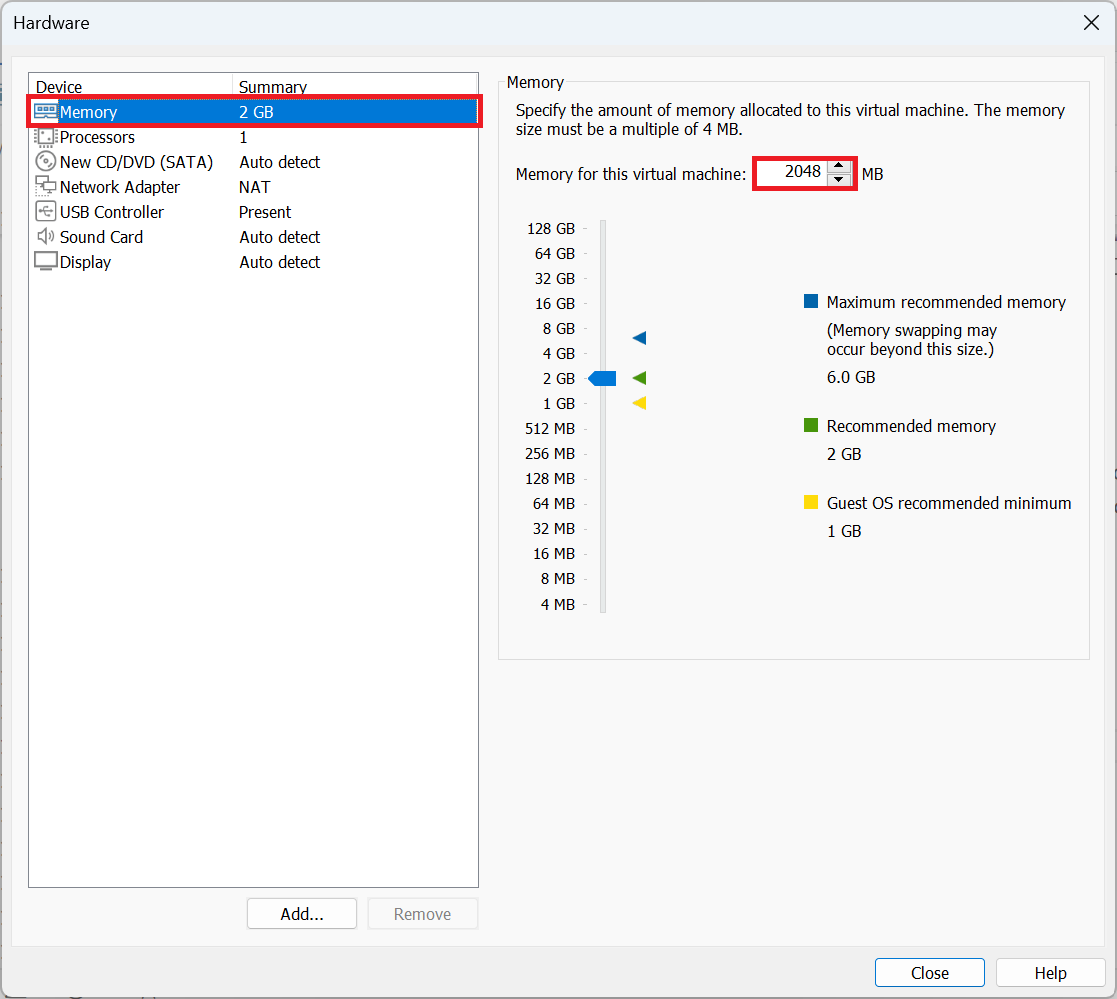 Hardware
Device Summary
Memory 2 GB
Processors 1
New CD/DVD (SATA) Auto detect
Network Adapter NAT
USB Controller Present
Sound Card Auto detect
Display Auto detect
Add...
Remove
Memory
Specify the amount of memory allocated to this virtual machine. The memory
size must be a multiple of 4 MB.
Memory for this virtual machine: 2048 MB
128 GB
64 GB
32 GB
16 GB
8 GB
4 GB
2 GB
1 GB
512 MB
256 MB
128 MB
64 MB
32 MB
16 MB
8 MB
4 MB
Maximum recommended memory
(Memory swapping may
occur beyond this size.)
6.0 GB
Recommended memory
2 GB
Guest OS recommended minimum
1 GB
Close
Help